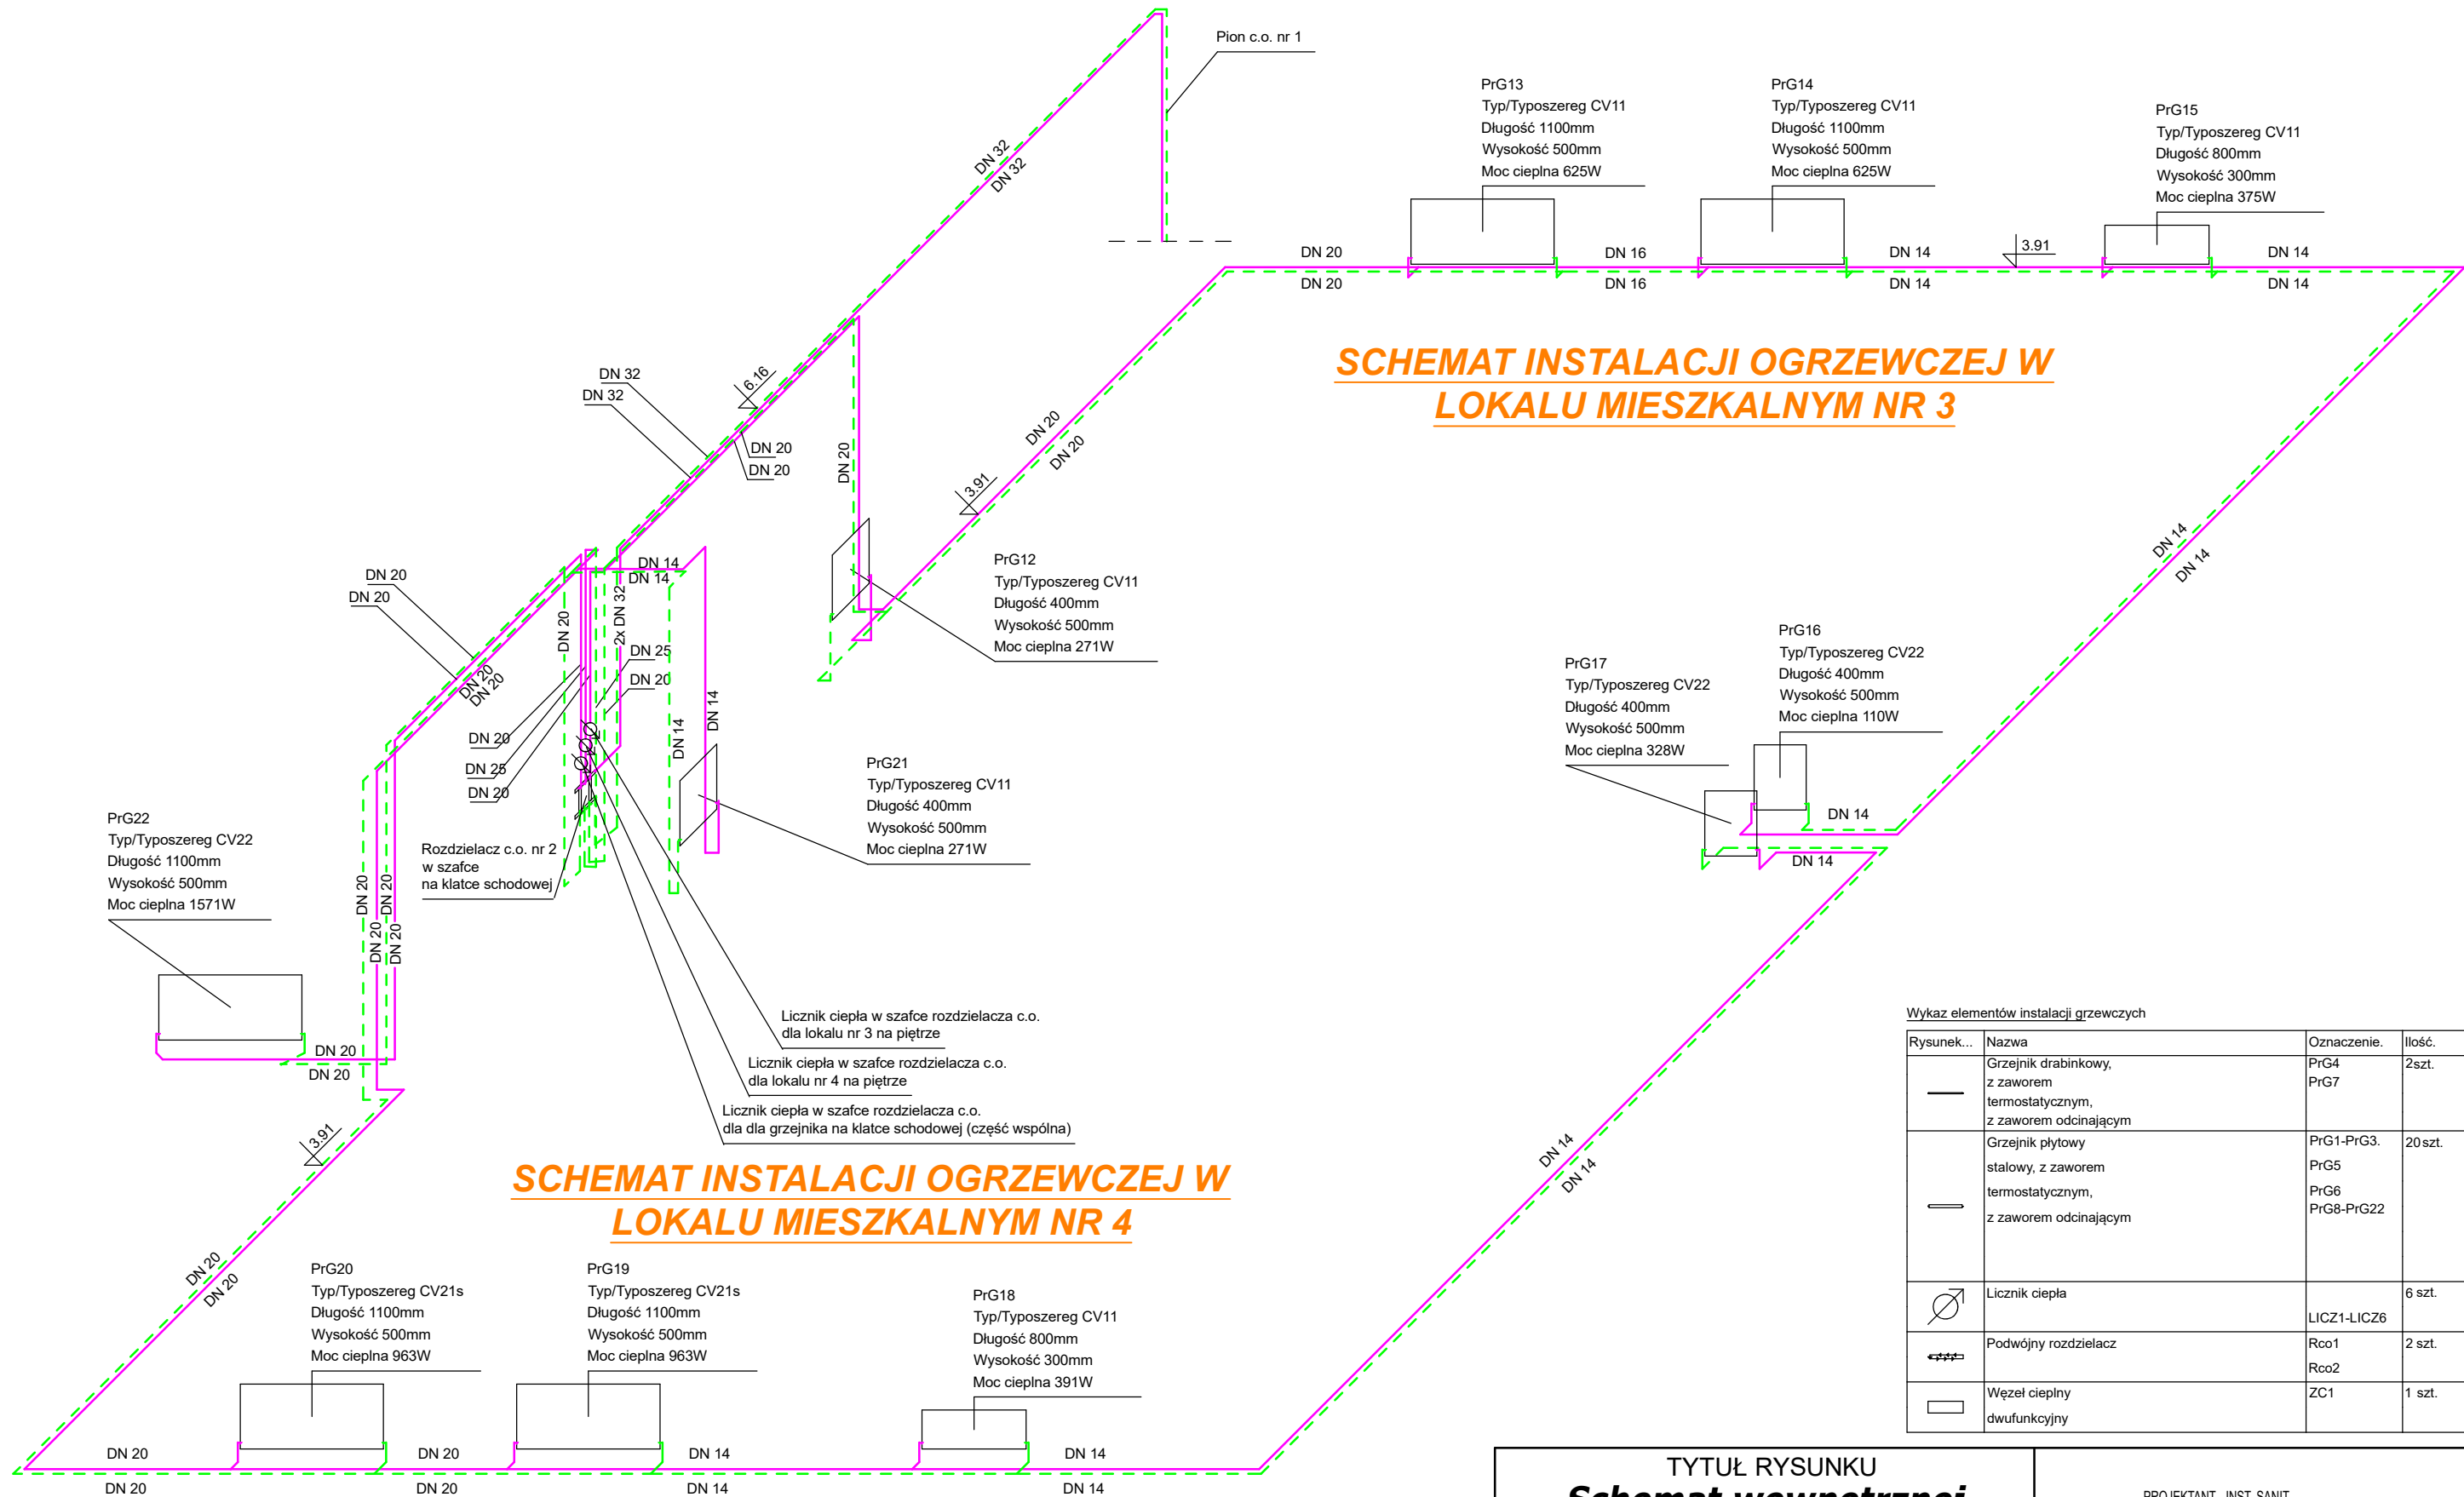 Pion c.o. nr 1
PrG13
Typ/Typoszereg CV11
Długość 1100mm
Wysokość 500mm
Moc cieplna 625W
PrG14
Typ/Typoszereg CV11
Długość 1100mm
Wysokość 500mm
Moc cieplna 625W
PrG15
Typ/Typoszereg CV11
Długość 800mm
Wysokość 300mm
Moc cieplna 375W
DN 32
DN 32
DN 20
DN 16
DN 14
3.91
DN 14
DN 20
DN 16
DN 14
DN 14
SCHEMAT INSTALACJI OGRZEWCZEJ W
LOKALU MIESZKALNYM NR 3
DN 32
DN 32
6.16
DN 20
DN 20
DN 20
DN 20
DN 20
3.91
DN 14
DN 14
PrG12
Typ/Typoszereg CV11
Długość 400mm
Wysokość 500mm
Moc cieplna 271W
DN 20
DN 20
DN 20
DN 20
DN 14
DN 14
DN 20
2x DN 32
DN 25
DN 20
DN 20
DN 25
DN 20
DN 14
DN 14
PrG16
Typ/Typoszereg CV22
Długość 400mm
Wysokość 500mm
Moc cieplna 110W
PrG17
Typ/Typoszereg CV22
Długość 400mm
Wysokość 500mm
Moc cieplna 328W
DN 14
DN 14
PrG21
Typ/Typoszereg CV11
Długość 400mm
Wysokość 500mm
Moc cieplna 271W
PrG22
Typ/Typoszereg CV22
Długość 1100mm
Wysokość 500mm
Moc cieplna 1571W
Rozdzielacz c.o. nr 2
w szafce
na klatce schodowej
DN 20
DN 20
DN 20
DN 20
DN 20
DN 20
Licznik ciepła w szafce rozdzielacza c.o.
dla lokalu nr 3 na piętrze
Licznik ciepła w szafce rozdzielacza c.o.
dla lokalu nr 4 na piętrze
Licznik ciepła w szafce rozdzielacza c.o.
dla dla grzejnika na klatce schodowej (część wspólna)
3.91
SCHEMAT INSTALACJI OGRZEWCZEJ W
LOKALU MIESZKALNYM NR 4
DN 14
DN 14
DN 20
DN 20
PrG20
Typ/Typoszereg CV21s
Długość 1100mm
Wysokość 500mm
Moc cieplna 963W
PrG19
Typ/Typoszereg CV21s
Długość 1100mm
Wysokość 500mm
Moc cieplna 963W
PrG18
Typ/Typoszereg CV11
Długość 800mm
Wysokość 300mm
Moc cieplna 391W
DN 20
DN 20
DN 14
DN 14
DN 20
DN 20
DN 14
DN 14
Wykaz elementów instalacji grzewczych
Rysunek... Nazwa Oznaczenie. Ilość.
Grzejnik drabinkowy, PrG4 2szt.
z zaworem PrG7
termostatycznym,
z zaworem odcinającym
Grzejnik płytowy PrG1-PrG3. 20szt.
stalowy, z zaworem PrG5
termostatycznym, PrG6
z zaworem odcinającym PrG8-PrG22
Licznik ciepła 6 szt.
LICZ1-LICZ6
Podwójny rozdzielacz Rco1 2 szt.
Rco2
Węzeł cieplny ZC1 1 szt.
dwufunkcyjny
TYTUŁ RYSUNKU
Schemat wewnętrznej
PROJEKTANT INST. SANIT.